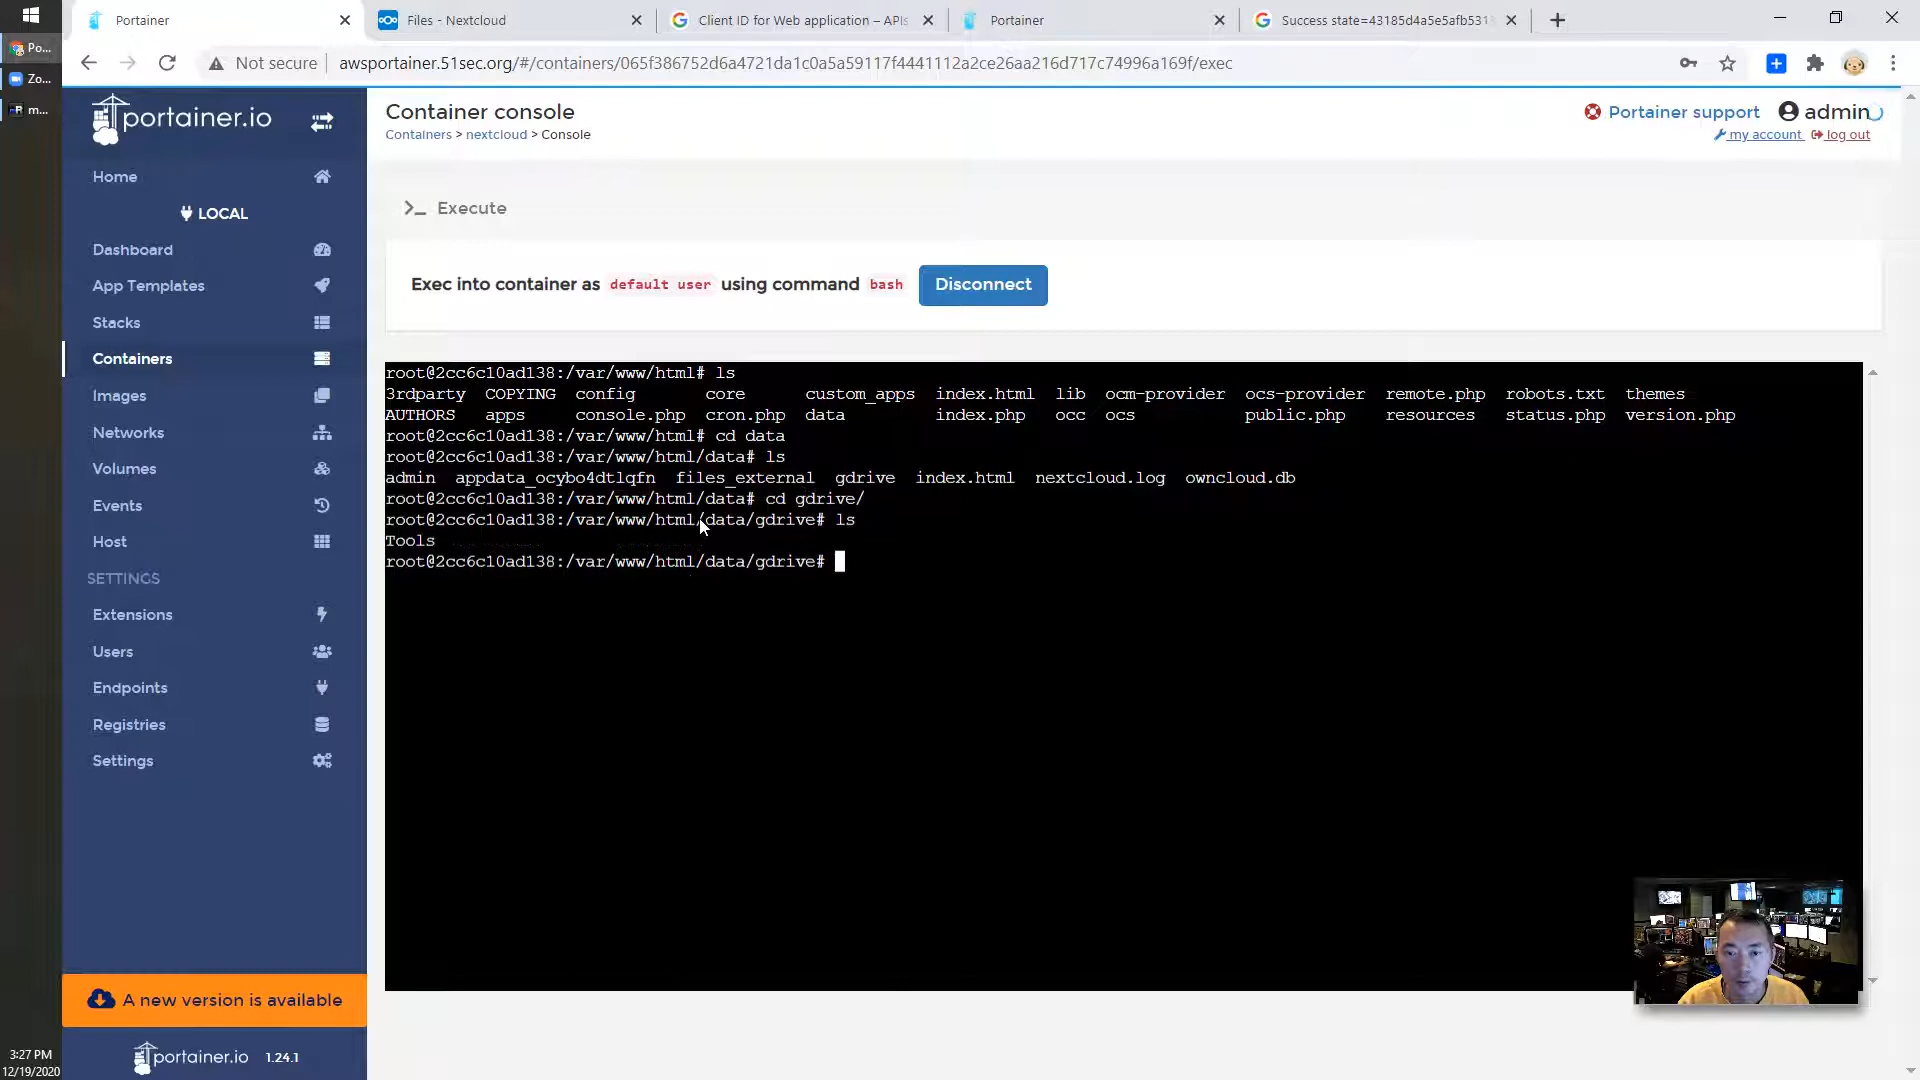 Po...
Zo...
m...
Portainer
Files - Nextcloud
Client ID for Web application – APIs
Portainer
Success state=43185d4a5e5afb531
Not secure
awsportainer.51sec.org/#/containers/065f386752d6a4721da1c0a5a59117f4441112a2ce26aa216d717c74996a169f/exec
portainer.io
Home
LOCAL
Dashboard
App Templates
Stacks
Containers
Images
Networks
Volumes
Events
Host
SETTINGS
Extensions
Users
Endpoints
Registries
Settings
A new version is available
portainer.io 1.24.1
3:27 PM
12/19/2020
Container console
Containers > nextcloud > Console
Portainer support admin
my account log out
>_ Execute
Exec into container as default user using command bash Disconnect
root@2cc6c10ad138:/var/www/html# ls
3rdparty COPYING config core custom_apps index.html lib ocm-provider ocs-provider remote.php robots.txt themes
AUTHORS apps console.php cron.php data index.php occ ocs public.php resources status.php version.php
root@2cc6c10ad138:/var/www/html# cd data
root@2cc6c10ad138:/var/www/html/data# ls
admin appdata_ocybo4dtlqfn files_external gdrive index.html nextcloud.log owncloud.db
root@2cc6c10ad138:/var/www/html/data# cd gdrive/
root@2cc6c10ad138:/var/www/html/data/gdrive# ls
Tools
root@2cc6c10ad138:/var/www/html/data/gdrive#